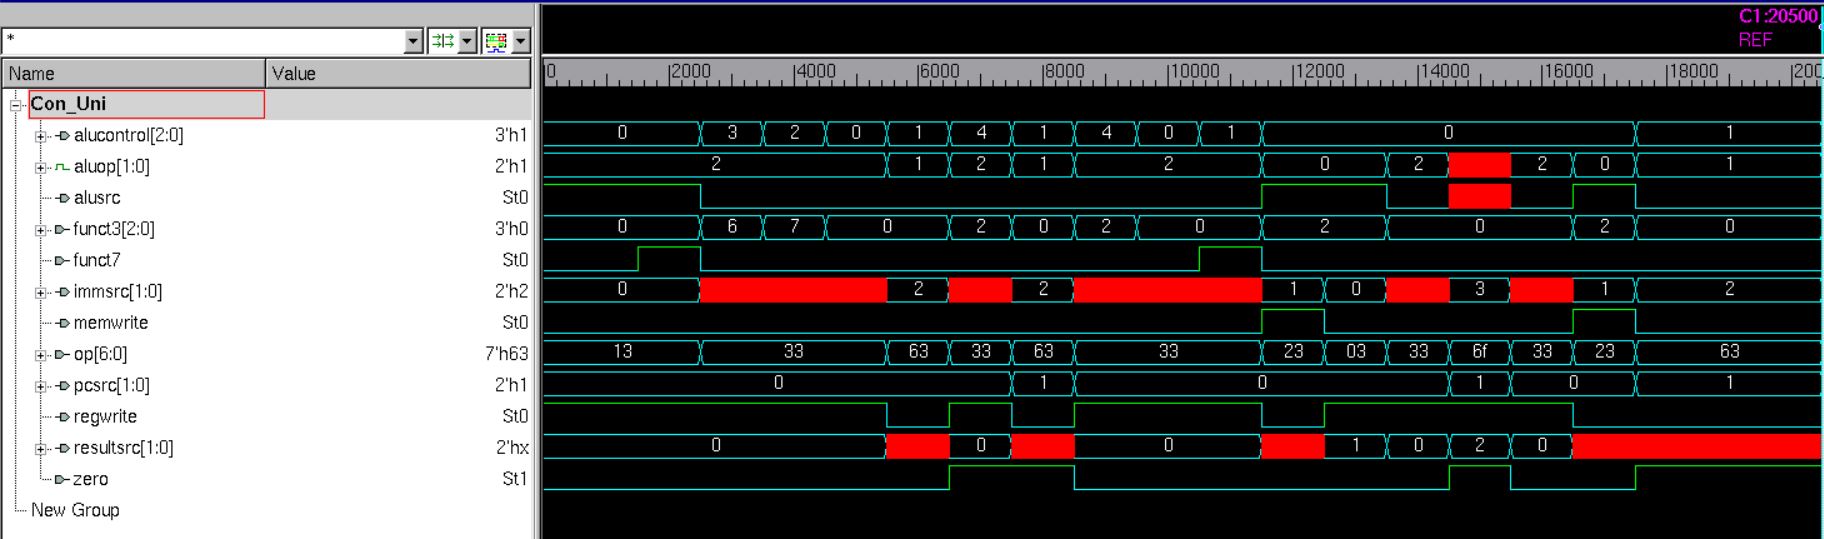 C1:20500
REF
*
Name Value
0 2000 4000 6000 8000 10000 12000 14000 16000 18000 200
Con_Uni
alucontrol[2:0] 3'h1 0 3 2 0 1 4 1 4 0 1 0 1
aluop[1:0] 2'h1 2 1 2 1 2 0 2 2 0 1
alusrc St0
funct3[2:0] 3'h0 0 6 7 0 2 0 2 0 2 0 2 0
funct7 St0
immsrc[1:0] 2'h2 0 2 2 1 0 3 1 2
memwrite St0
op[6:0] 7'h63 13 33 63 33 63 33 23 03 33 6f 33 23 63
pcsrc[1:0] 2'h1 0 1 0 1 0 1
regwrite St0
resultsrc[1:0] 2'hx 0 0 0 1 0 2 0
zero St1
New Group